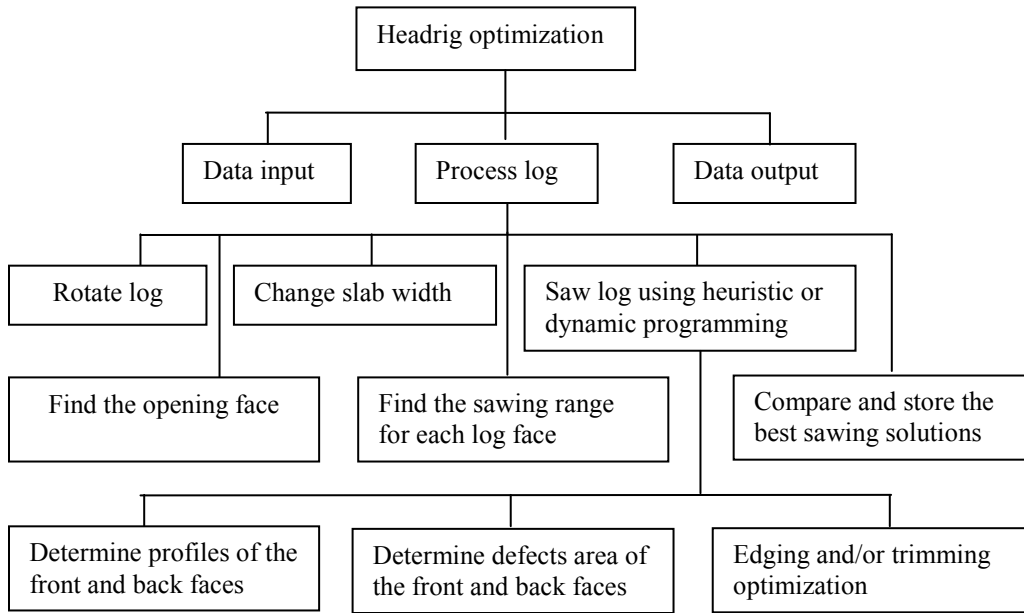 Headrig optimization
Data input
Process log
Data output
Rotate log
Change slab width
Saw log using heuristic or
dynamic programming
Find the opening face
Find the sawing range
for each log face
Compare and store the
best sawing solutions
Determine profiles of the
front and back faces
Determine defects area of
the front and back faces
Edging and/or trimming
optimization